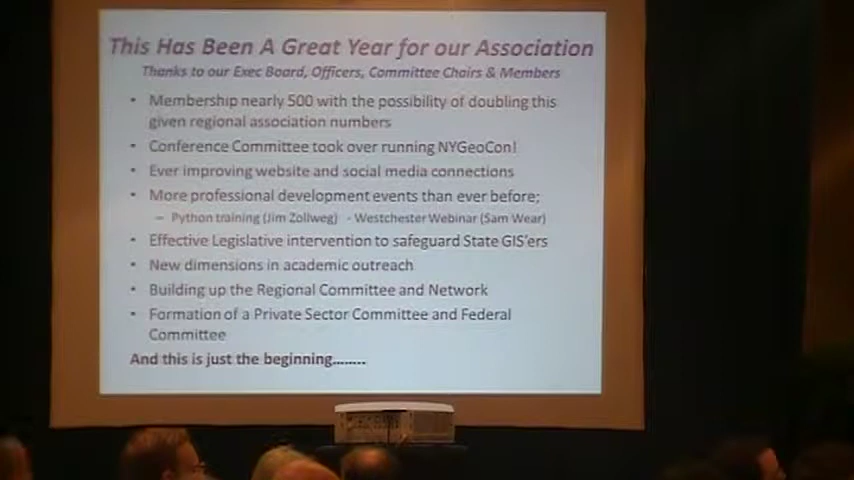 This Has Been A Great Year for our Association
Thanks to our Exec Board, Officers, Committee Chairs & Members
• Membership nearly 500 with the possibility of doubling this
given regional association numbers
• Conference Committee took over running NYGeoCon!
• Ever improving website and social media connections
• More professional development events than ever before;
– Python training (Jim Zollweg) - Westchester Webinar (Sam Wear)
• Effective Legislative intervention to safeguard State GIS'ers
• New dimensions in academic outreach
• Building up the Regional Committee and Network
• Formation of a Private Sector Committee and Federal
Committee
And this is just the beginning........